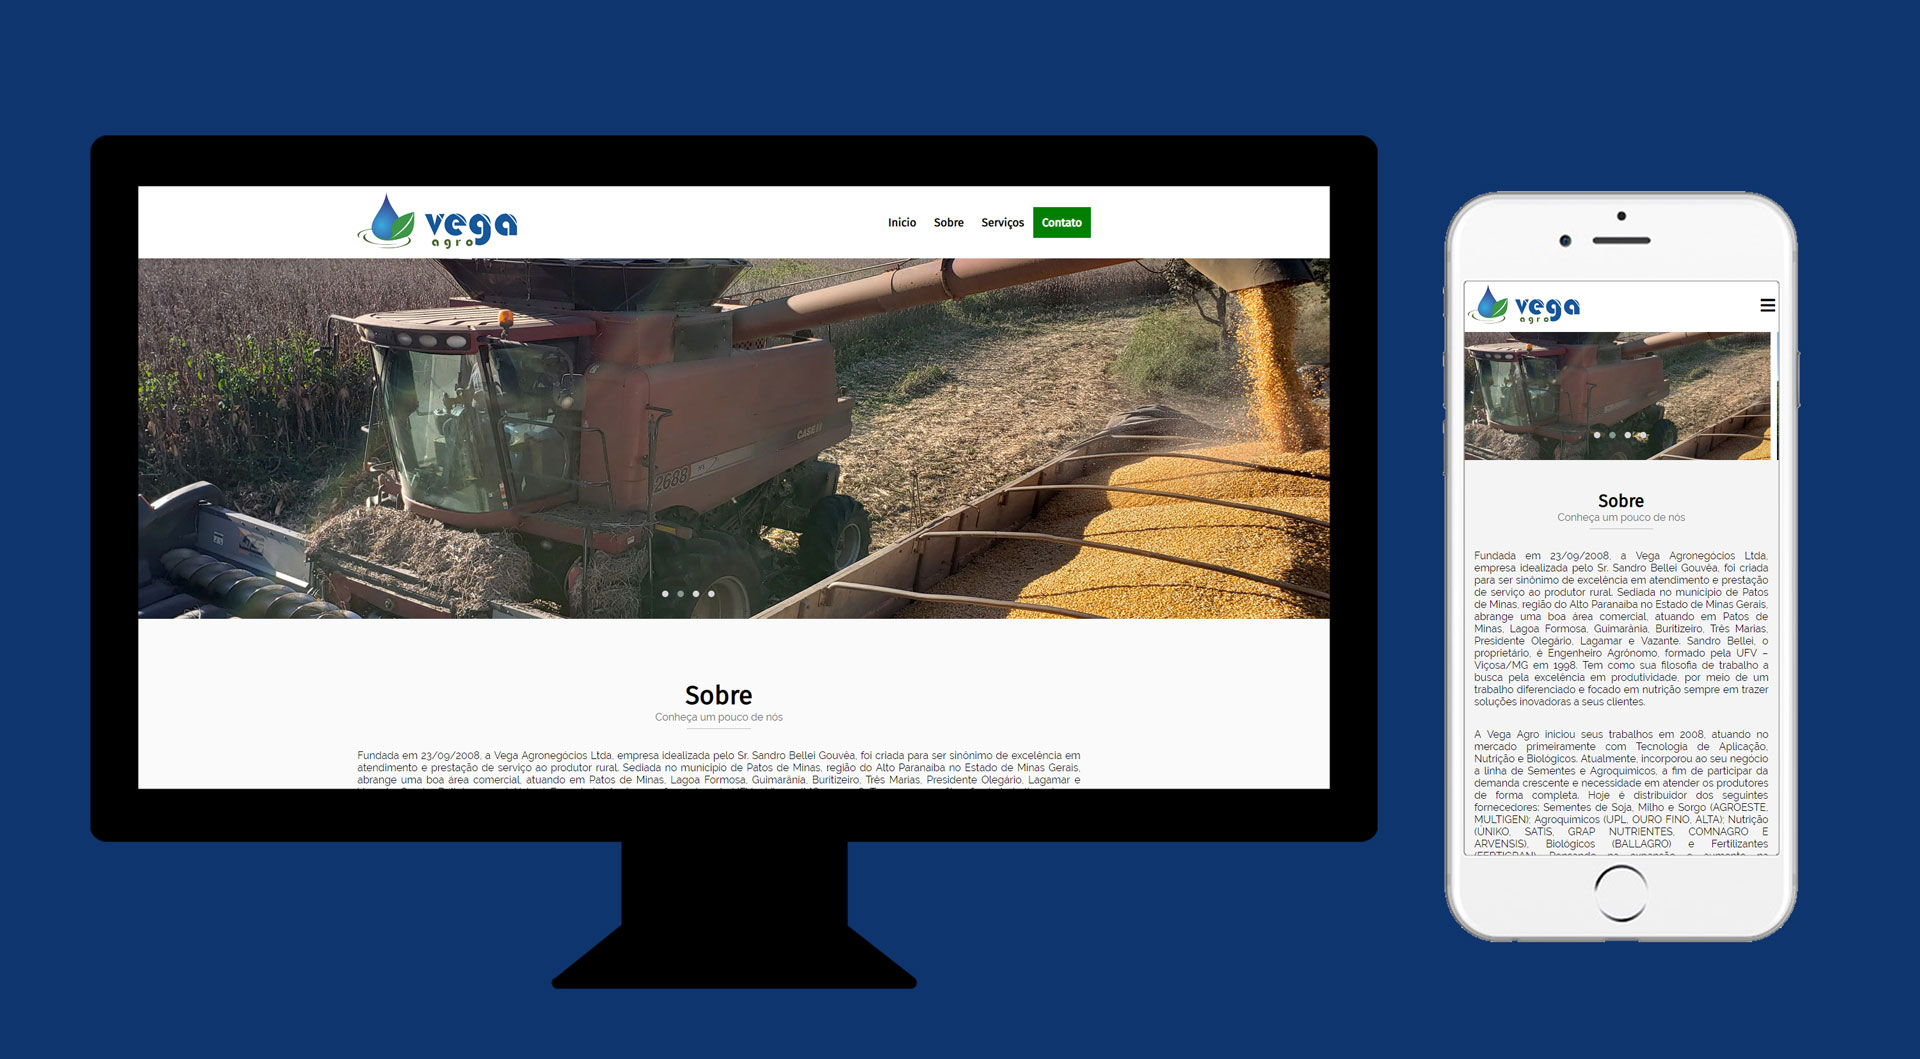 vega
agro
Inicio Sobre Serviços Contato
CASE IH
2688
Sobre
Conheça um pouco de nós
Fundada em 23/09/2008, a Vega Agronegócios Ltda, empresa idealizada pelo Sr. Sandro Bellei Gouvêa, foi criada para ser sinônimo de excelência em
atendimento e prestação de serviço ao produtor rural. Sediada no município de Patos de Minas, região do Alto Paranaíba no Estado de Minas Gerais,
abrange uma boa área comercial, atuando em Patos de Minas, Lagoa Formosa, Guimarânia, Buritizeiro, Três Marias, Presidente Olegário, Lagamar e
vega
agro
Sobre
Conheça um pouco de nós
Fundada em 23/09/2008, a Vega Agronegócios Ltda,
empresa idealizada pelo Sr. Sandro Bellei Gouvêa, foi criada
para ser sinônimo de excelência em atendimento e prestação
de serviço ao produtor rural. Sediada no município de Patos
de Minas, região do Alto Paranaíba no Estado de Minas Gerais,
abrange uma boa área comercial, atuando em Patos de
Minas, Lagoa Formosa, Guimarânia, Buritizeiro, Três Marias,
Presidente Olegário, Lagamar e Vazante. Sandro Bellei, o
proprietário, é Engenheiro Agrônomo, formado pela UFV –
Viçosa/MG em 1998. Tem como sua filosofia de trabalho a
busca pela excelência em produtividade, por meio de um
trabalho diferenciado e focado em nutrição sempre em trazer
soluções inovadoras a seus clientes.
A Vega Agro iniciou seus trabalhos em 2008, atuando no
mercado primeiramente com Tecnologia de Aplicação,
Nutrição e Biológicos. Atualmente, incorporou ao seu negócio
a linha de Sementes e Agroquímicos, a fim de participar da
demanda crescente e necessidade em atender os produtores
de forma completa. Hoje é distribuidor dos seguintes
fornecedores: Sementes de Soja, Milho e Sorgo (AGROESTE,
MULTIGEN); Agroquímicos (UPL, OURO FINO, ALTA); Nutrição
(ÚNIKO, SATIS, GRAP NUTRIENTES, COMNAGRO E
ARVENSIS), Biológicos (BALLAGRO) e Fertilizantes